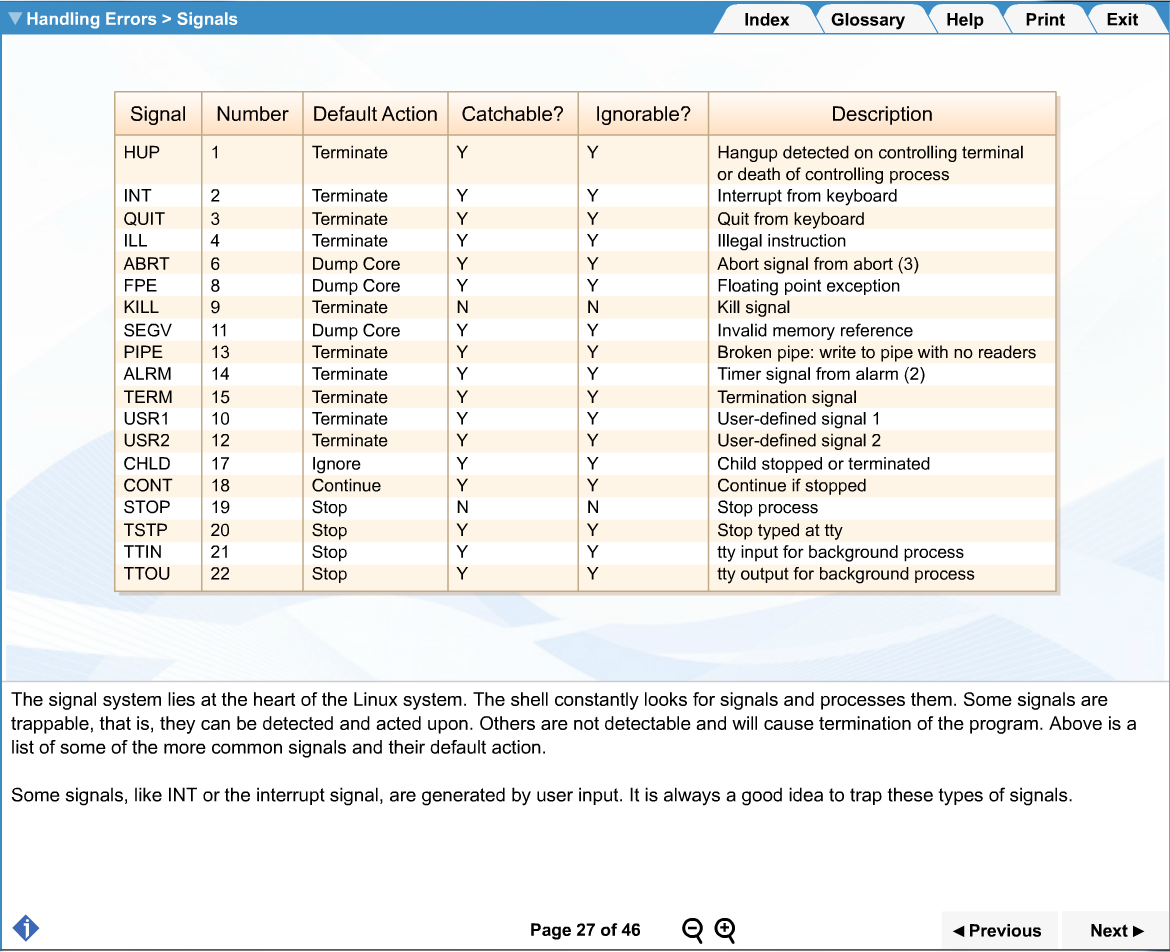 Handling Errors > Signals
Index Glossary Help Print Exit
Signal Number Default Action Catchable? Ignorable? Description
HUP 1 Terminate Y Y Hangup detected on controlling terminal
or death of controlling process
INT 2 Terminate Y Y Interrupt from keyboard
QUIT 3 Terminate Y Y Quit from keyboard
ILL 4 Terminate Y Y Illegal instruction
ABRT 6 Dump Core Y Y Abort signal from abort (3)
FPE 8 Dump Core Y Y Floating point exception
KILL 9 Terminate N N Kill signal
SEGV 11 Dump Core Y Y Invalid memory reference
PIPE 13 Terminate Y Y Broken pipe: write to pipe with no readers
ALRM 14 Terminate Y Y Timer signal from alarm (2)
TERM 15 Terminate Y Y Termination signal
USR1 10 Terminate Y Y User-defined signal 1
USR2 12 Terminate Y Y User-defined signal 2
CHLD 17 Ignore Y Y Child stopped or terminated
CONT 18 Continue Y Y Continue if stopped
STOP 19 Stop N N Stop process
TSTP 20 Stop Y Y Stop typed at tty
TTIN 21 Stop Y Y tty input for background process
TTOU 22 Stop Y Y tty output for background process
The signal system lies at the heart of the Linux system. The shell constantly looks for signals and processes them. Some signals are
trappable, that is, they can be detected and acted upon. Others are not detectable and will cause termination of the program. Above is a
list of some of the more common signals and their default action.
Some signals, like INT or the interrupt signal, are generated by user input. It is always a good idea to trap these types of signals.
i
Page 27 of 46
Previous Next